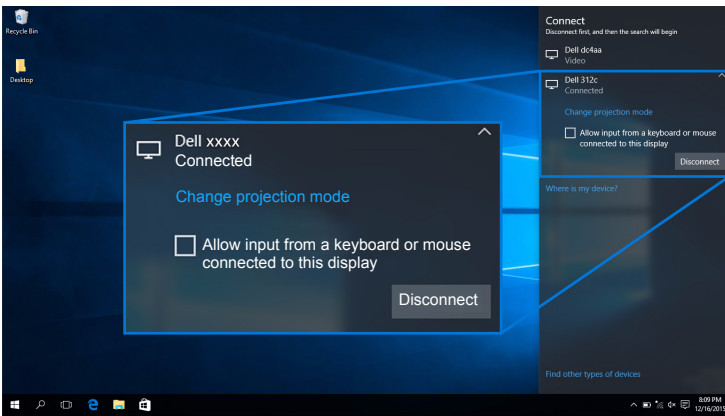 Recycle Bin
Desktop
Dell xxxx
Connected
Change projection mode
Allow input from a keyboard or mouse
connected to this display
Disconnect
Connect
Disconnect first, and then the search will begin
Dell dc4aa
Video
Dell 312c
Connected
Change projection mode
Allow input from a keyboard or mouse
connected to this display
Disconnect
Where is my device?
Find other types of devices
8:09 PM
12/16/2015